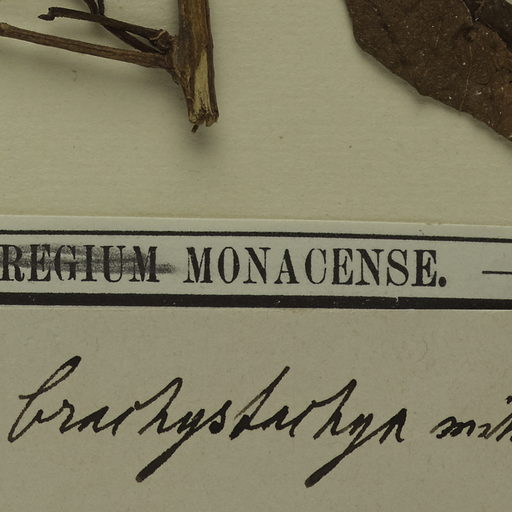 REGIUM MONACENSE. —
brachystachya